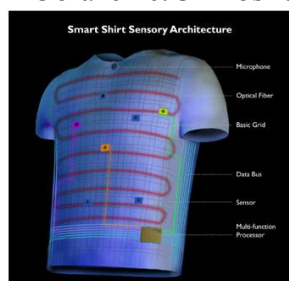 Smart Shirt Sensory Architecture
Microphone
Optical Fiber
Basic Grid
Data Bus
Sensor
Multi-function
Processor